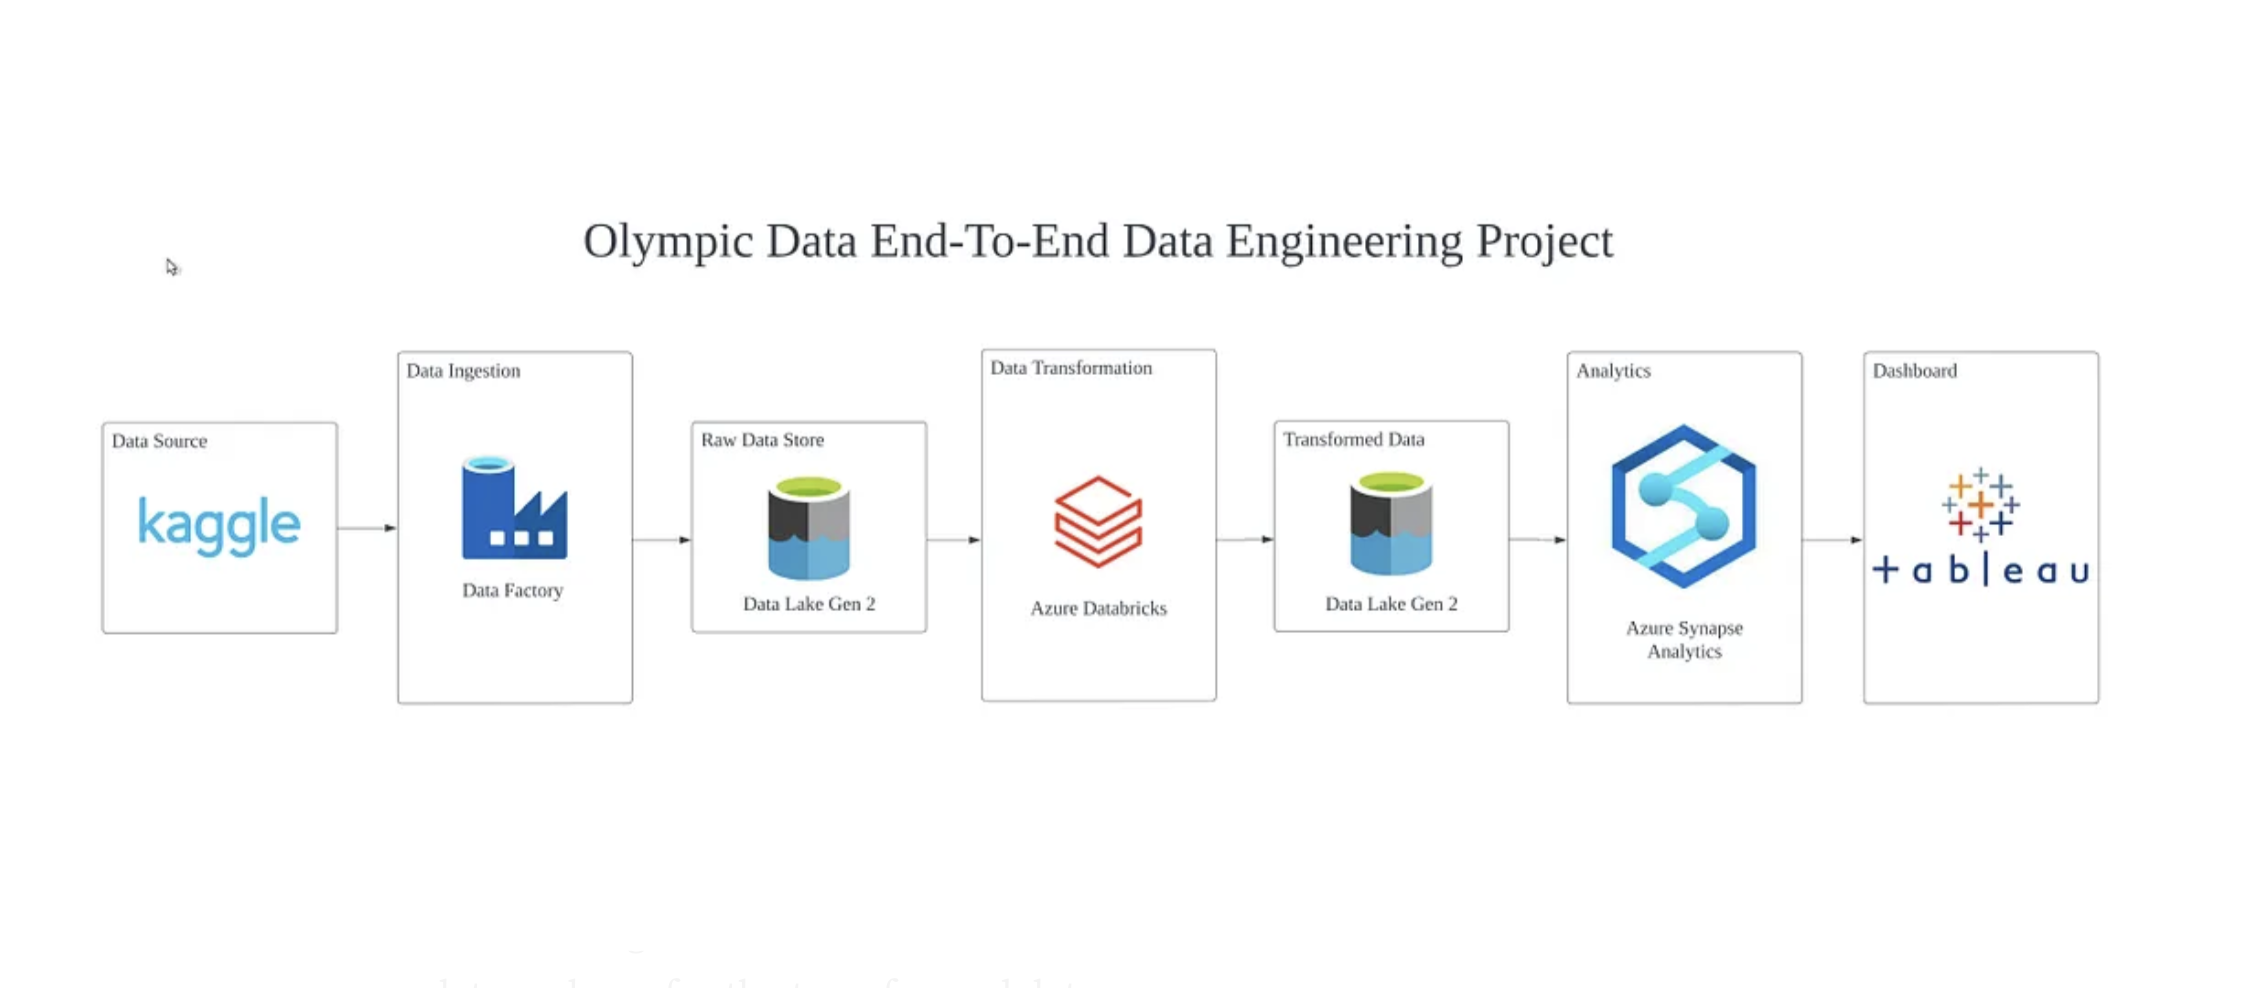 Olympic Data End-To-End Data Engineering Project
Data Source
kaggle
Data Ingestion
Data Factory
Raw Data Store
Data Lake Gen 2
Data Transformation
Azure Databricks
Transformed Data
Data Lake Gen 2
Analytics
Azure Synapse
Analytics
Dashboard
+ableau